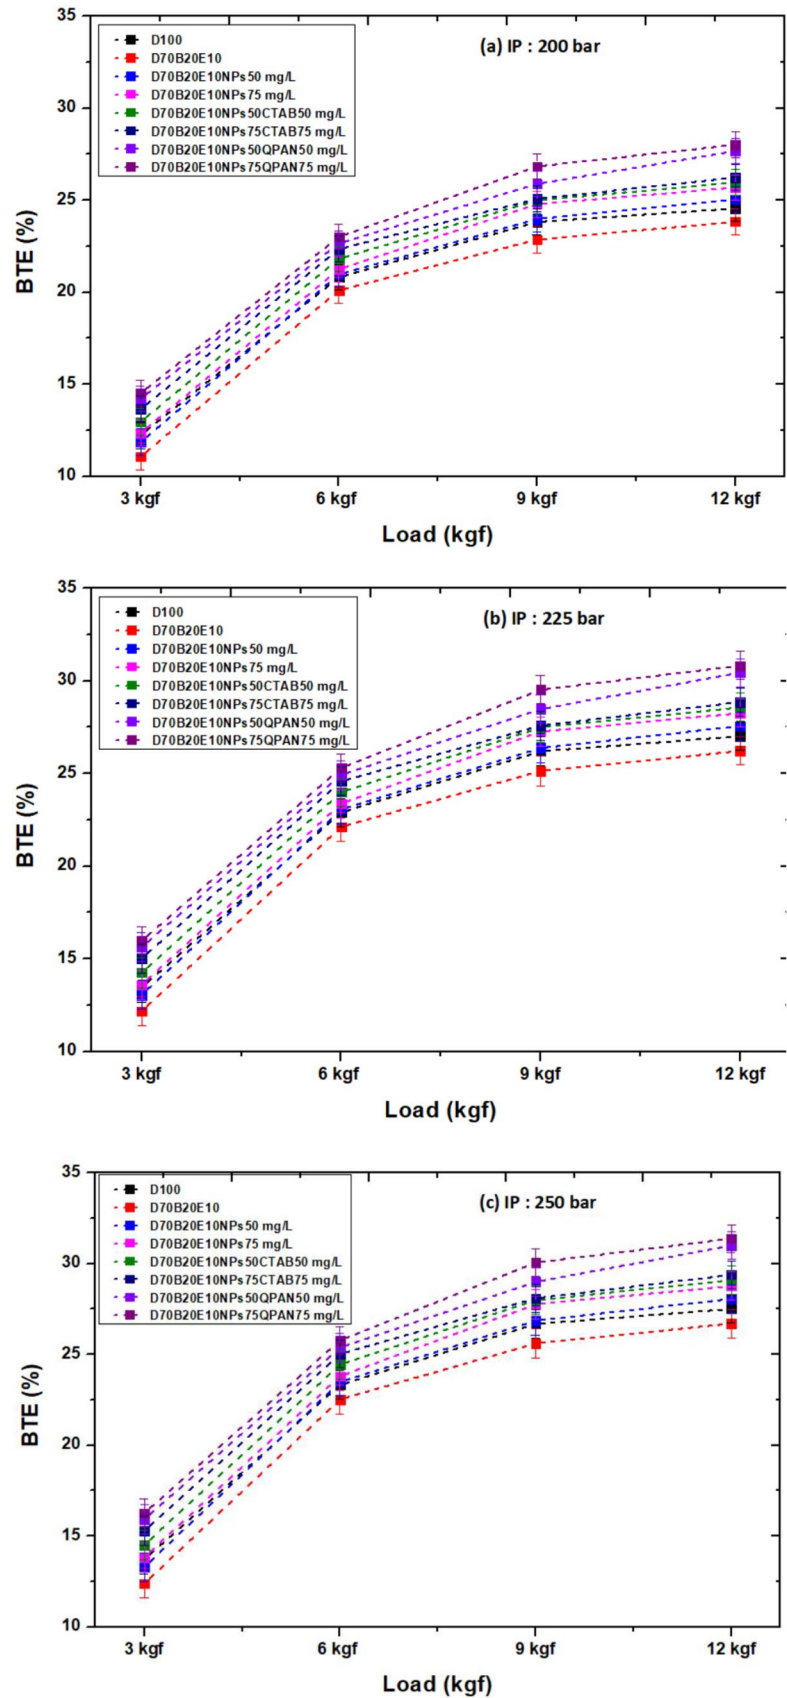 35
30
25
20
15
10
BTE (%)
D100
D70B20E10
D70B20E10NPs50 mg/L
D70B20E10NPs75 mg/L
D70B20E10NPs50CTAB50 mg/L
D70B20E10NPs75CTAB75 mg/L
D70B20E10NPs50QPAN50 mg/L
D70B20E10NPs75QPAN75 mg/L
(a) IP : 200 bar
3 kgf 6 kgf 9 kgf 12 kgf
Load (kgf)
35
30
25
20
15
10
BTE (%)
D100
D70B20E10
D70B20E10NPs50 mg/L
D70B20E10NPs75 mg/L
D70B20E10NPs50CTAB50 mg/L
D70B20E10NPs75CTAB75 mg/L
D70B20E10NPs50QPAN50 mg/L
D70B20E10NPs75QPAN75 mg/L
(b) IP : 225 bar
3 kgf 6 kgf 9 kgf 12 kgf
Load (kgf)
35
30
25
20
15
10
BTE (%)
D100
D70B20E10
D70B20E10NPs50 mg/L
D70B20E10NPs75 mg/L
D70B20E10NPs50CTAB50 mg/L
D70B20E10NPs75CTAB75 mg/L
D70B20E10NPs50QPAN50 mg/L
D70B20E10NPs75QPAN75 mg/L
(c) IP : 250 bar
3 kgf 6 kgf 9 kgf 12 kgf
Load (kgf)